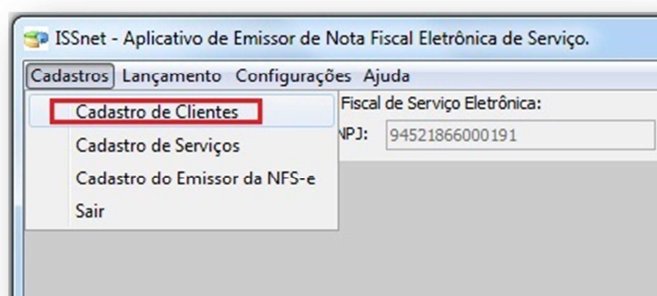 ISSnet - Aplicativo de Emissor de Nota Fiscal Eletrônica de Serviço.
Cadastros Lançamento Configurações Ajuda
Cadastro de Clientes
Fiscal de Serviço Eletrônica:
Cadastro de Serviços
NPJ: 94521866000191
Cadastro do Emissor da NFS-e
Sair